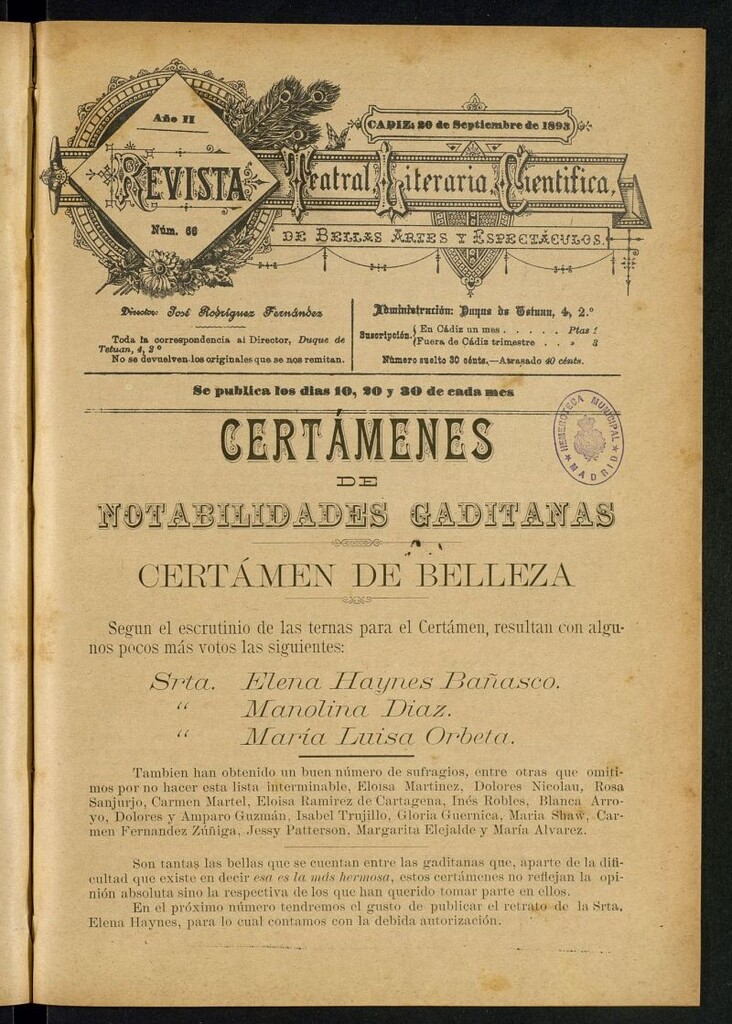 Año II
CADIZ: 20 de Septiembre de 1893
REVISTA Teatral, Literaria, Cientifica,
Núm. 66
DE BELLAS ARTES Y ESPECTÁCULOS.
Director: José Rodríguez Fernández
Toda la correspondencia al Director, Duque de
Tetuan, 4, 2º
No se devuelven los originales que se nos remitan.
Administración: Duque de Tetuan, 4, 2.º
Suscripción. En Cádiz un mes . . . . . Ptas 1
Fuera de Cádiz trimestre . . » 3
Número suelto 30 cénts.—Atrasado 40 cénts.
Se publica los dias 10, 20 y 30 de cada mes
CERTÁMENES
DE
NOTABILIDADES GADITANAS
HEMEROTECA MUNICIPAL
MADRID
CERTÁMEN DE BELLEZA
Segun el escrutinio de las ternas para el Certámen, resultan con algu-
nos pocos más votos las siguientes:
Srta. Elena Haynes Bañasco.
“ Manolina Diaz.
“ María Luisa Orbeta.
Tambien han obtenido un buen número de sufragios, entre otras que omiti-
mos por no hacer esta lista interminable, Eloisa Martinez, Dolores Nicolau, Rosa
Sanjurjo, Carmen Martel, Eloisa Ramirez de Cartagena, Inés Robles, Blanca Arro-
yo, Dolores y Amparo Guzmán, Isabel Trujillo, Gloria Guernica, Maria Shaw, Car-
men Fernandez Zúñiga, Jessy Patterson, Margarita Elejalde y María Alvarez.
Son tantas las bellas que se cuentan entre las gaditanas que, aparte de la difi-
cultad que existe en decir esa es la más hermosa, estos certámenes no reflejan la opi-
nión absoluta sino la respectiva de los que han querido tomar parte en ellos.
En el próximo número tendremos el gusto de publicar el retrato de la Srta.
Elena Haynes, para lo cual contamos con la debida autorización.